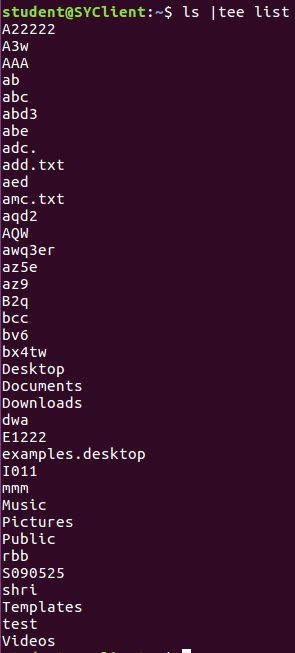 student@SYClient:~$ ls |tee list
A22222
A3w
AAA
ab
abc
abd3
abe
adc.
add.txt
aed
amc.txt
aqd2
AQW
awq3er
az5e
az9
B2q
bcc
bv6
bx4tw
Desktop
Documents
Downloads
dwa
E1222
examples.desktop
I011
mmm
Music
Pictures
Public
rbb
S090525
shri
Templates
test
Videos